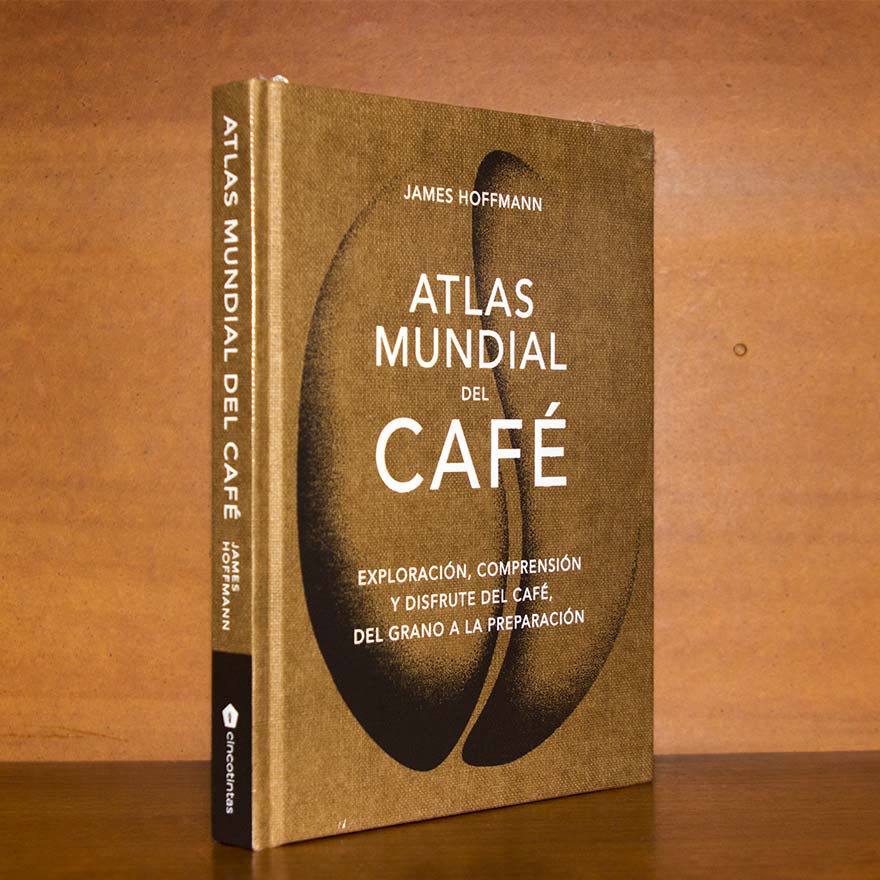 JAMES HOFFMANN
ATLAS
MUNDIAL
DEL
CAFÉ
EXPLORACIÓN, COMPRENSIÓN
Y DISFRUTE DEL CAFÉ,
DEL GRANO A LA PREPARACIÓN
ATLAS MUNDIAL DEL CAFÉ
JAMES
HOFFMANN
cincotintas